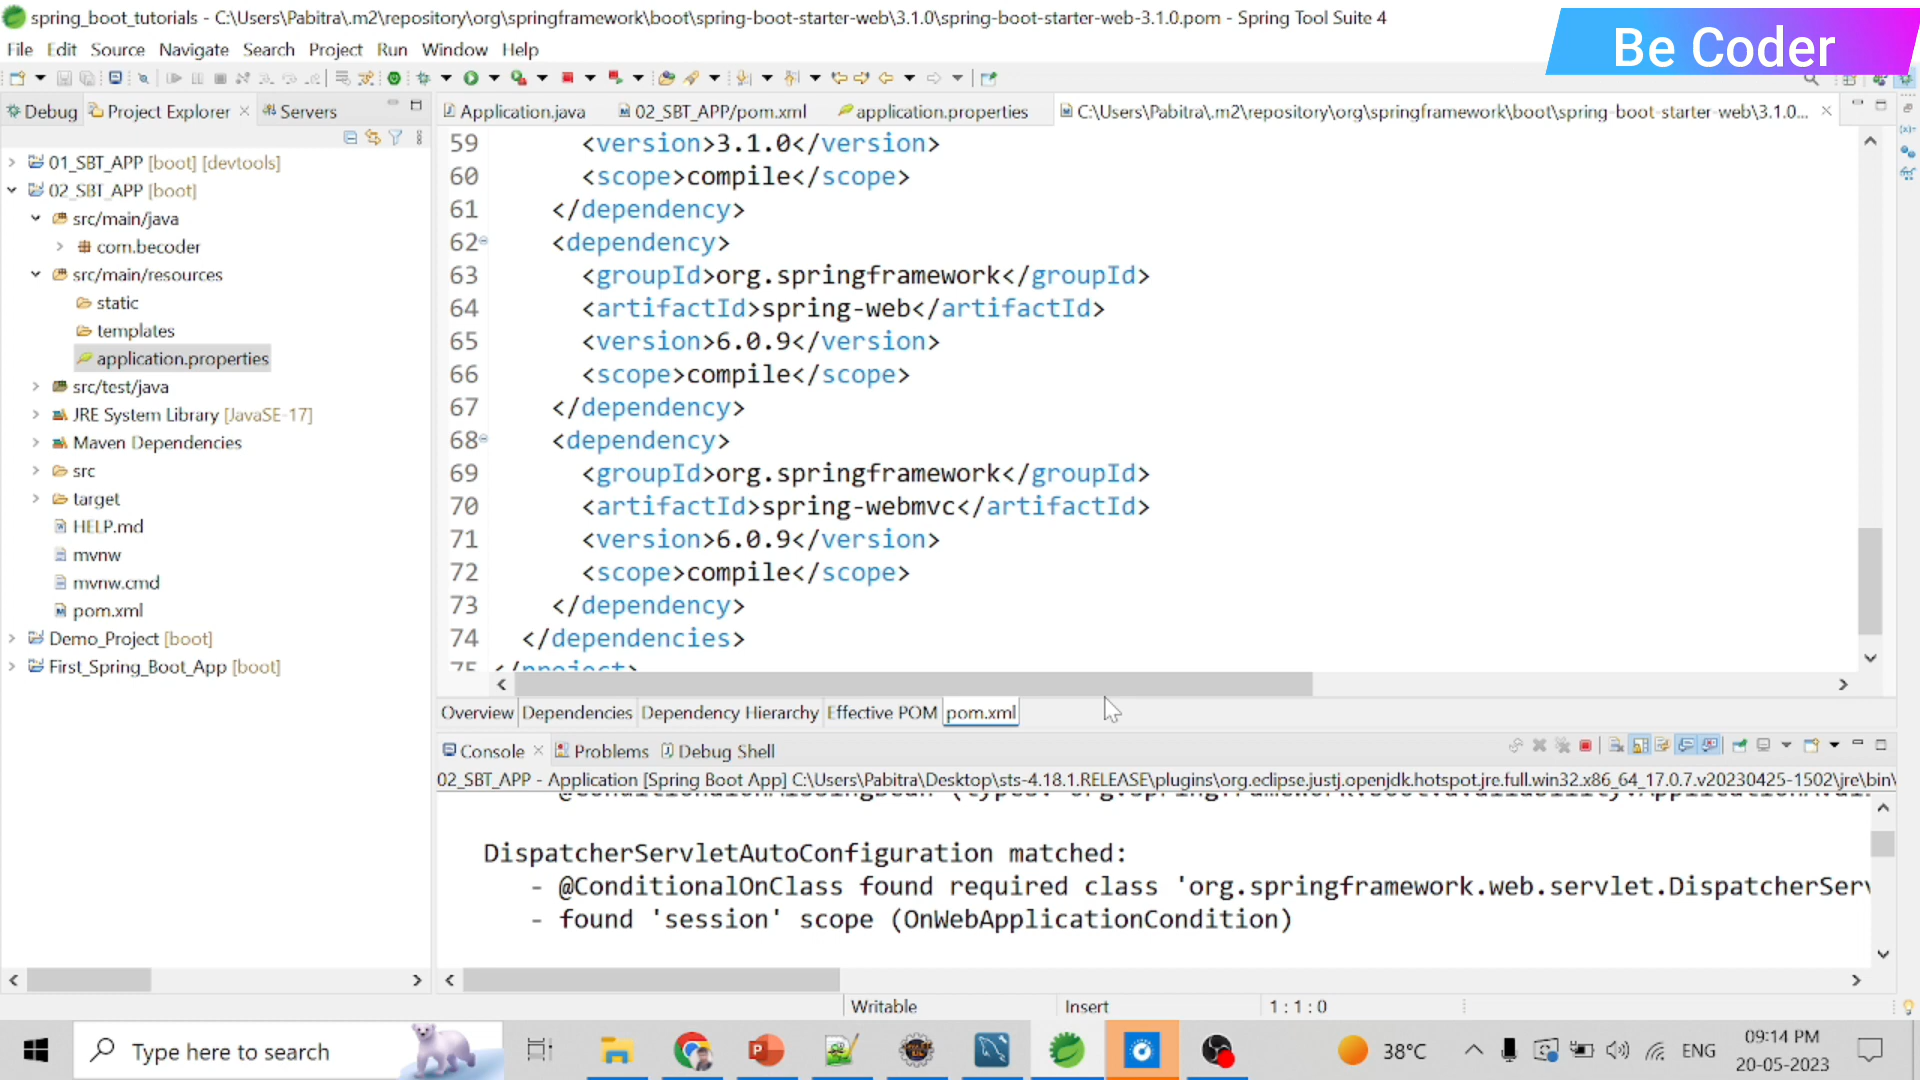 spring_boot_tutorials - C:\Users\Pabitra\.m2\repository\org\springframework\boot\spring-boot-starter-web\3.1.0\spring-boot-starter-web-3.1.0.pom - Spring Tool Suite 4
Be Coder
File Edit Source Navigate Search Project Run Window Help
Debug Project Explorer Servers
Application.java 02_SBT_APP/pom.xml application.properties C:\Users\Pabitra\.m2\repository\org\springframework\boot\spring-boot-starter-web\3.1.0...
01_SBT_APP [boot] [devtools]
02_SBT_APP [boot]
src/main/java
com.becoder
src/main/resources
static
templates
application.properties
src/test/java
JRE System Library [JavaSE-17]
Maven Dependencies
src
target
HELP.md
mvnw
mvnw.cmd
pom.xml
Demo_Project [boot]
First_Spring_Boot_App [boot]
59 <version>3.1.0</version>
60 <scope>compile</scope>
61 </dependency>
62 <dependency>
63 <groupId>org.springframework</groupId>
64 <artifactId>spring-web</artifactId>
65 <version>6.0.9</version>
66 <scope>compile</scope>
67 </dependency>
68 <dependency>
69 <groupId>org.springframework</groupId>
70 <artifactId>spring-webmvc</artifactId>
71 <version>6.0.9</version>
72 <scope>compile</scope>
73 </dependency>
74 </dependencies>
75 </project>
Overview Dependencies Dependency Hierarchy Effective POM pom.xml
Console Problems Debug Shell
02_SBT_APP - Application [Spring Boot App] C:\Users\Pabitra\Desktop\sts-4.18.1.RELEASE\plugins\org.eclipse.justj.openjdk.hotspot.jre.full.win32.x86_64_17.0.7.v20230425-1502\jre\bin\
DispatcherServletAutoConfiguration matched:
- @ConditionalOnClass found required class 'org.springframework.web.servlet.DispatcherServ
- found 'session' scope (OnWebApplicationCondition)
Writable Insert 1 : 1 : 0
Type here to search
38°C ENG
09:14 PM
20-05-2023